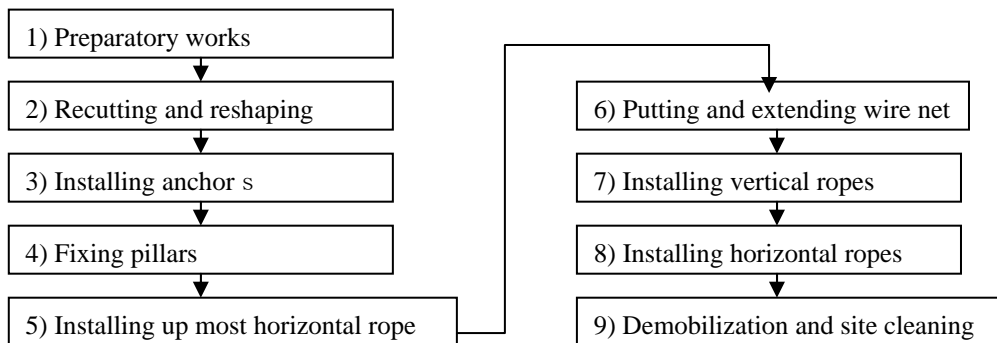 1) Preparatory works
2) Recutting and reshaping
3) Installing anchor s
4) Fixing pillars
5) Installing up most horizontal rope
6) Putting and extending wire net
7) Installing vertical ropes
8) Installing horizontal ropes
9) Demobilization and site cleaning